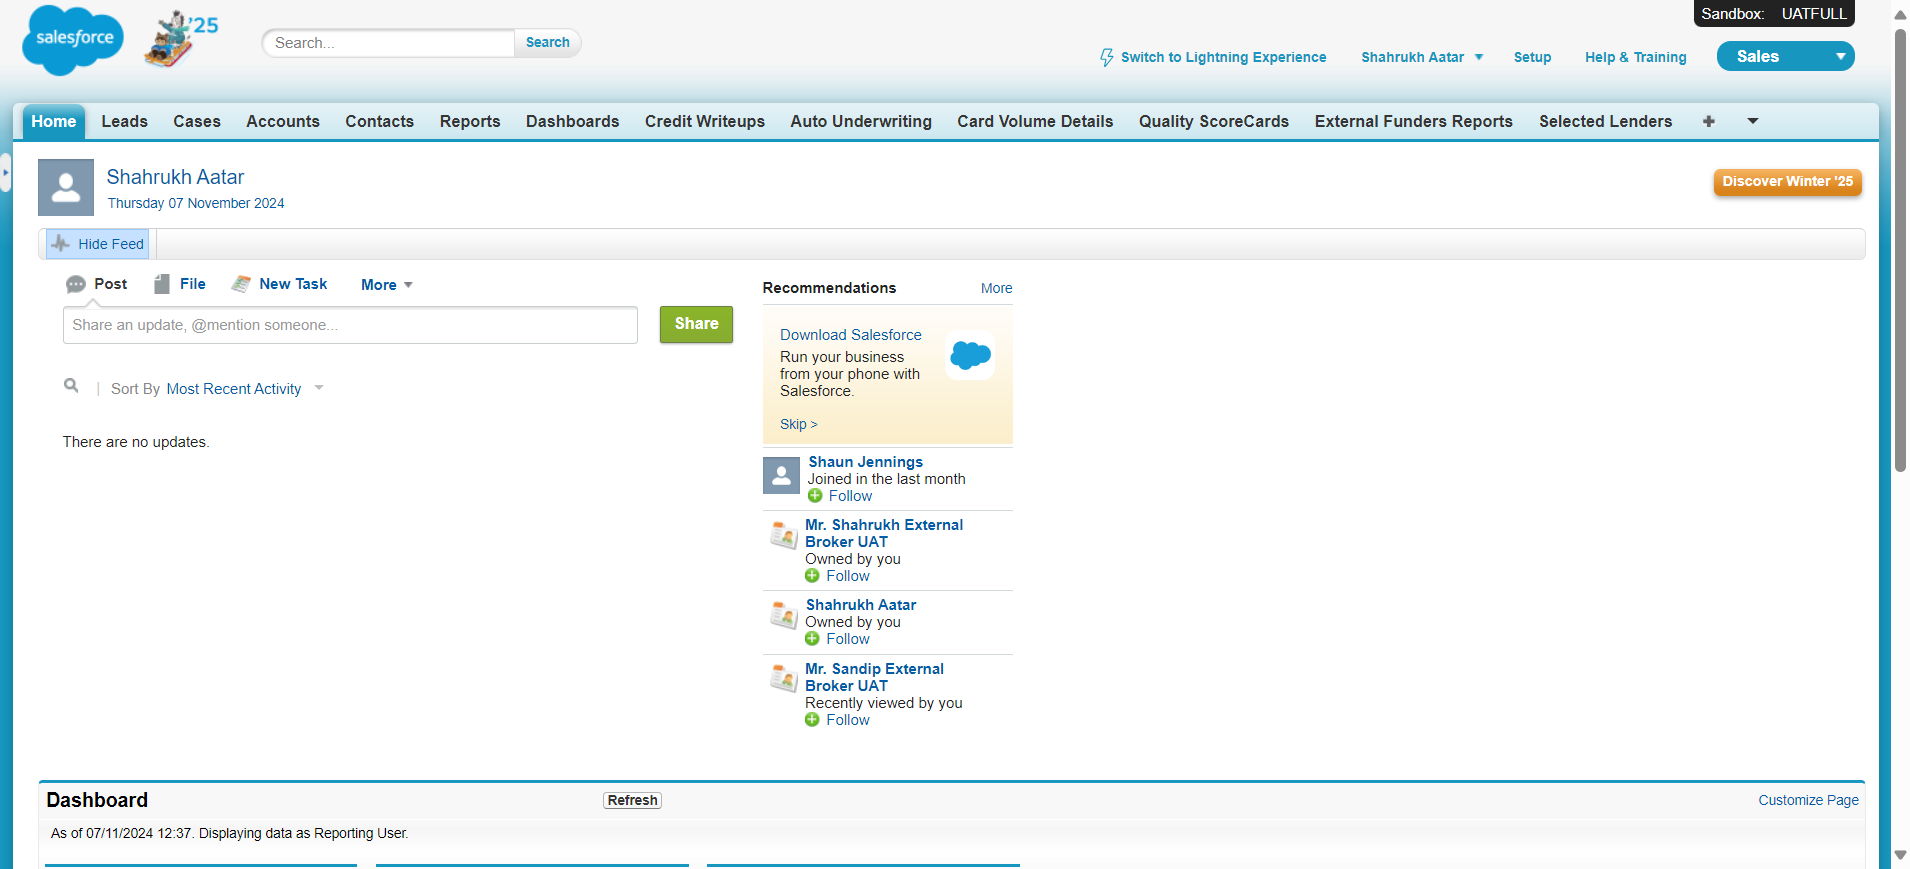 Sandbox: UATFULL
salesforce
'25
Search...
Search
Switch to Lightning Experience
Shahrukh Aatar
Setup
Help & Training
Sales
Home Leads Cases Accounts Contacts Reports Dashboards Credit Writeups Auto Underwriting Card Volume Details Quality ScoreCards External Funders Reports Selected Lenders
Shahrukh Aatar
Thursday 07 November 2024
Discover Winter '25
Hide Feed
Post File New Task More
Share an update, @mention someone...
Share
Sort By Most Recent Activity
There are no updates.
Recommendations More
Download Salesforce
Run your business
from your phone with
Salesforce.
Skip >
Shaun Jennings
Joined in the last month
Follow
Mr. Shahrukh External
Broker UAT
Owned by you
Follow
Shahrukh Aatar
Owned by you
Follow
Mr. Sandip External
Broker UAT
Recently viewed by you
Follow
Dashboard Refresh Customize Page
As of 07/11/2024 12:37. Displaying data as Reporting User.